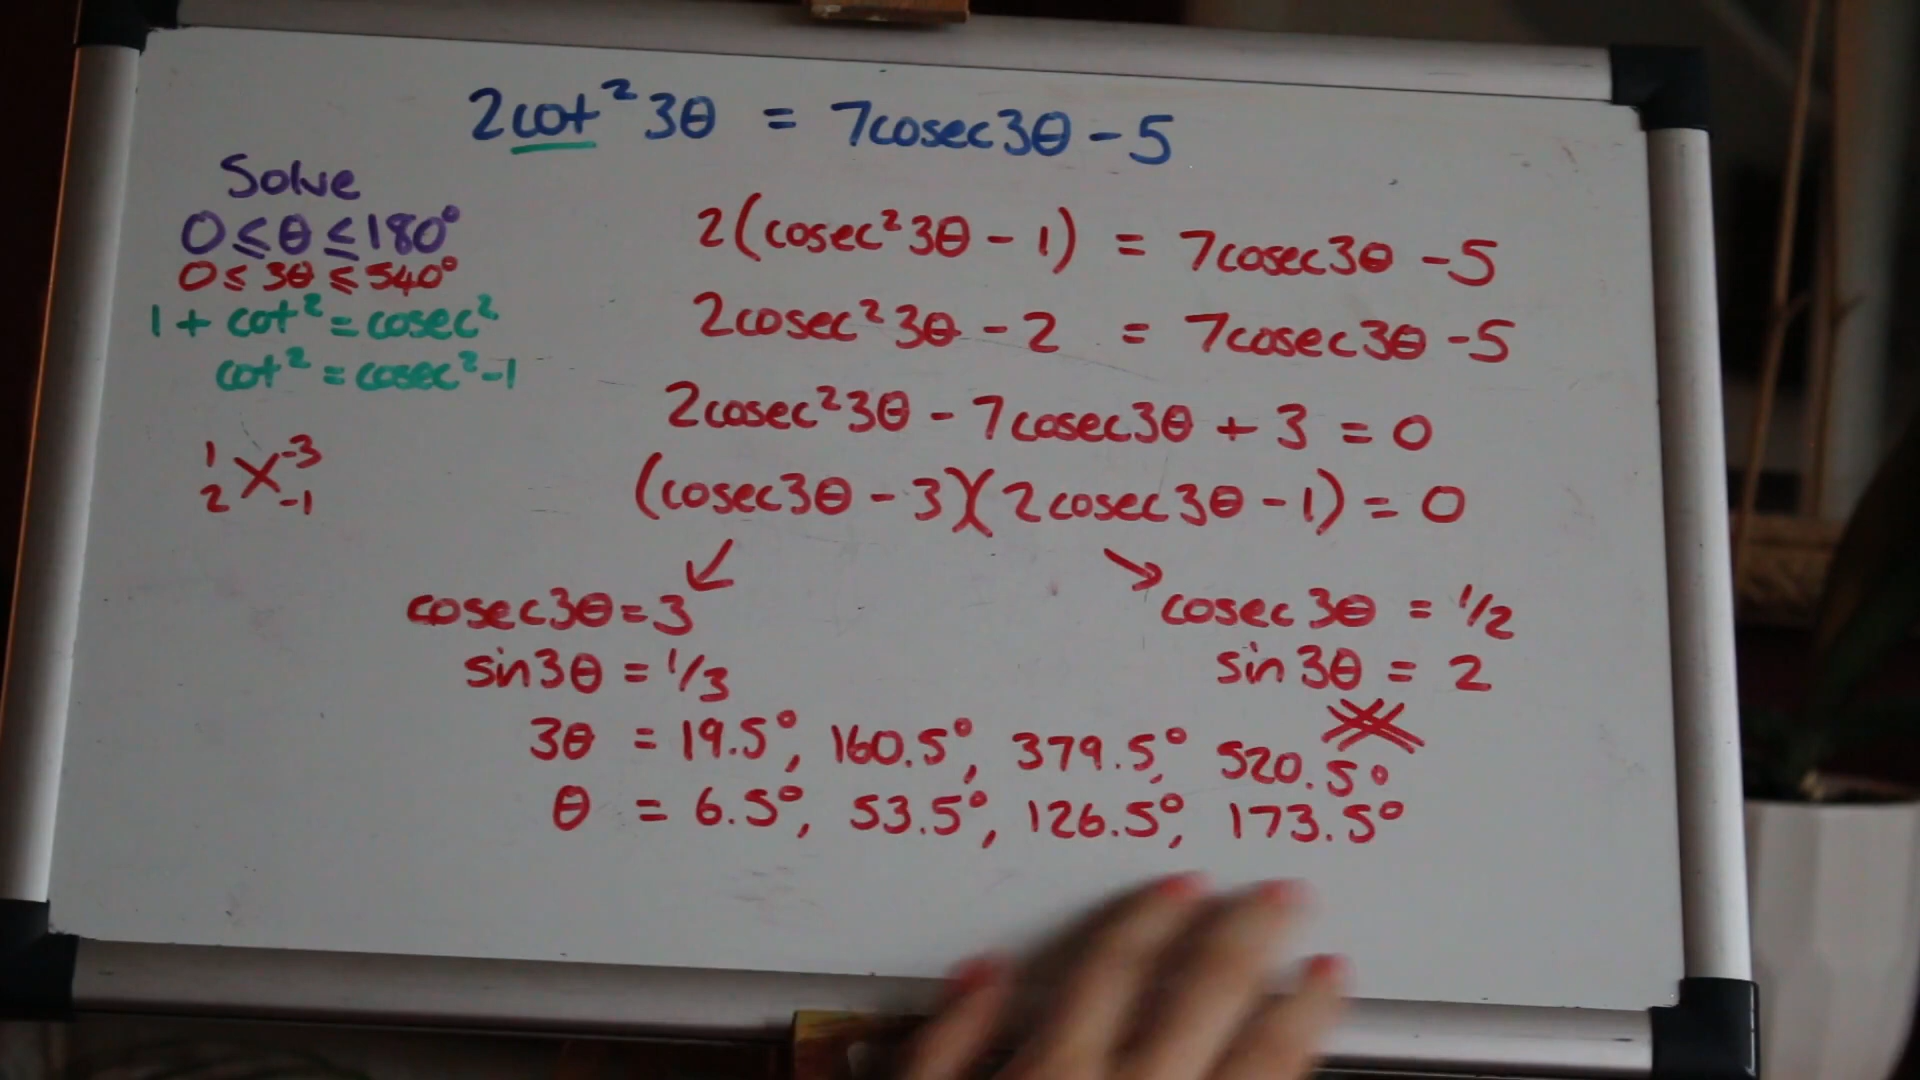 2cot²3θ = 7cosec3θ - 5
Solve
0 ≤ θ ≤ 180°
0 ≤ 3θ ≤ 540°
1 + cot² = cosec²
cot² = cosec² - 1
1 -3
2 X -1
2(cosec²3θ - 1) = 7cosec3θ - 5
2cosec²3θ - 2 = 7cosec3θ - 5
2cosec²3θ - 7cosec3θ + 3 = 0
(cosec3θ - 3)(2cosec3θ - 1) = 0
↙ ↘
cosec3θ = 3
sin3θ = 1/3
cosec3θ = 1/2
sin3θ = 2
3θ = 19.5°, 160.5°, 379.5°, 520.5°
θ = 6.5°, 53.5°, 126.5°, 173.5°